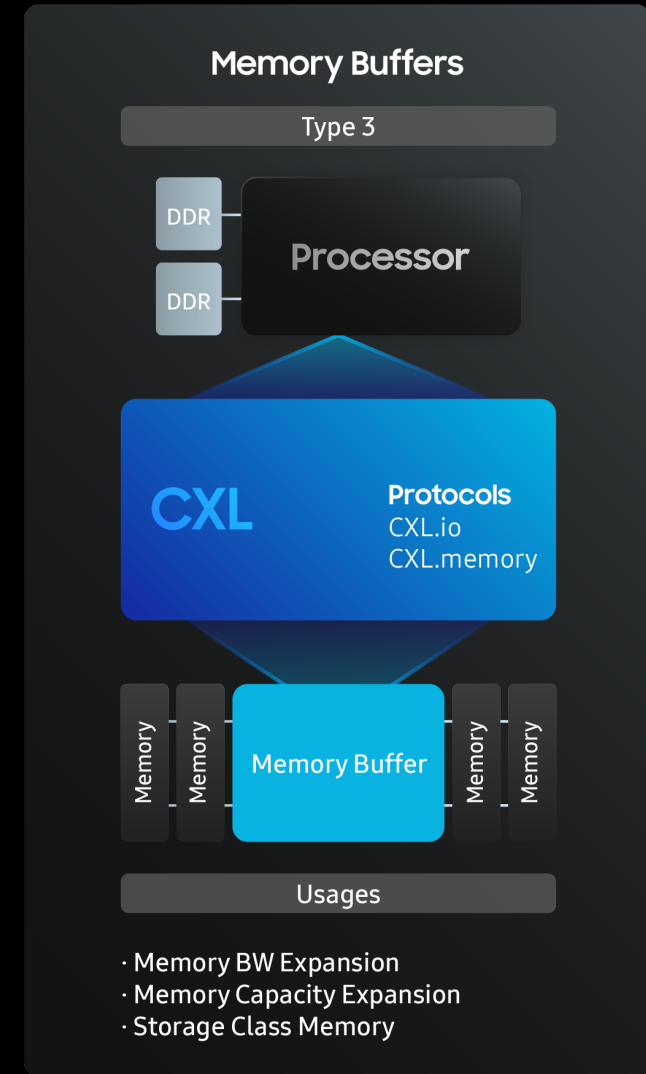 Memory Buffers
Type 3
DDR
Processor
DDR
CXL
Protocols
CXL.io
CXL.memory
Memory
Memory
Memory Buffer
Memory
Memory
Usages
· Memory BW Expansion
· Memory Capacity Expansion
· Storage Class Memory